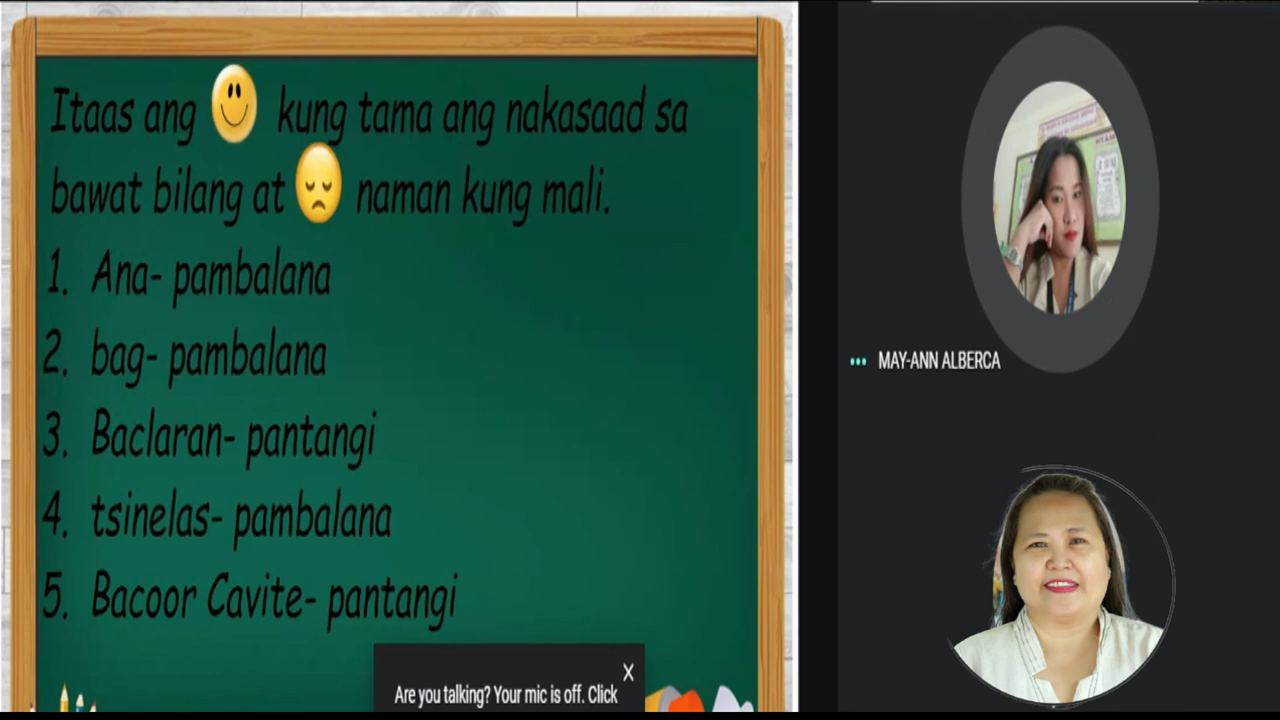 Itaas ang kung tama ang nakasaad sa
bawat bilang at naman kung mali.
1. Ana- pambalana
2. bag- pambalana
3. Baclaran- pantangi
4. tsinelas- pambalana
5. Bacoor Cavite- pantangi
Are you talking? Your mic is off. Click
MAY-ANN ALBERCA